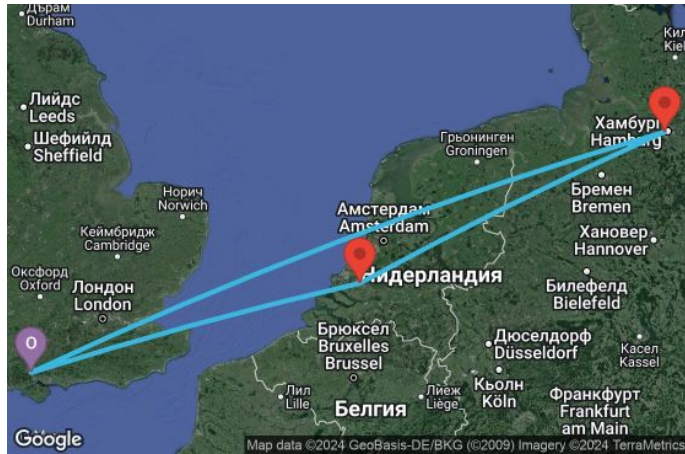 Дърам
Durham
Кил
Kiel
Лийдс
Leeds
Шефийлд
Sheffield
Хамбург
Hamburg
Грьонинген
Groningen
Бремен
Bremen
Норич
Norwich
Амстердам
Amsterdam
Кеймбридж
Cambridge
Хановер
Hannover
Оксфорд
Oxford
Лондон
London
Нидерландия
Билефелд
Bielefeld
O
Брюксел
Bruxelles
Brussel
Дюселдорф
Düsseldorf
Касел
Kassel
Кьолн
Köln
Лил
Lille
Лиеж
Liège
Белгия
Франкфурт
Frankfurt
am Main
Google
Map data ©2024 GeoBasis-DE/BKG (©2009) Imagery ©2024 TerraMetrics